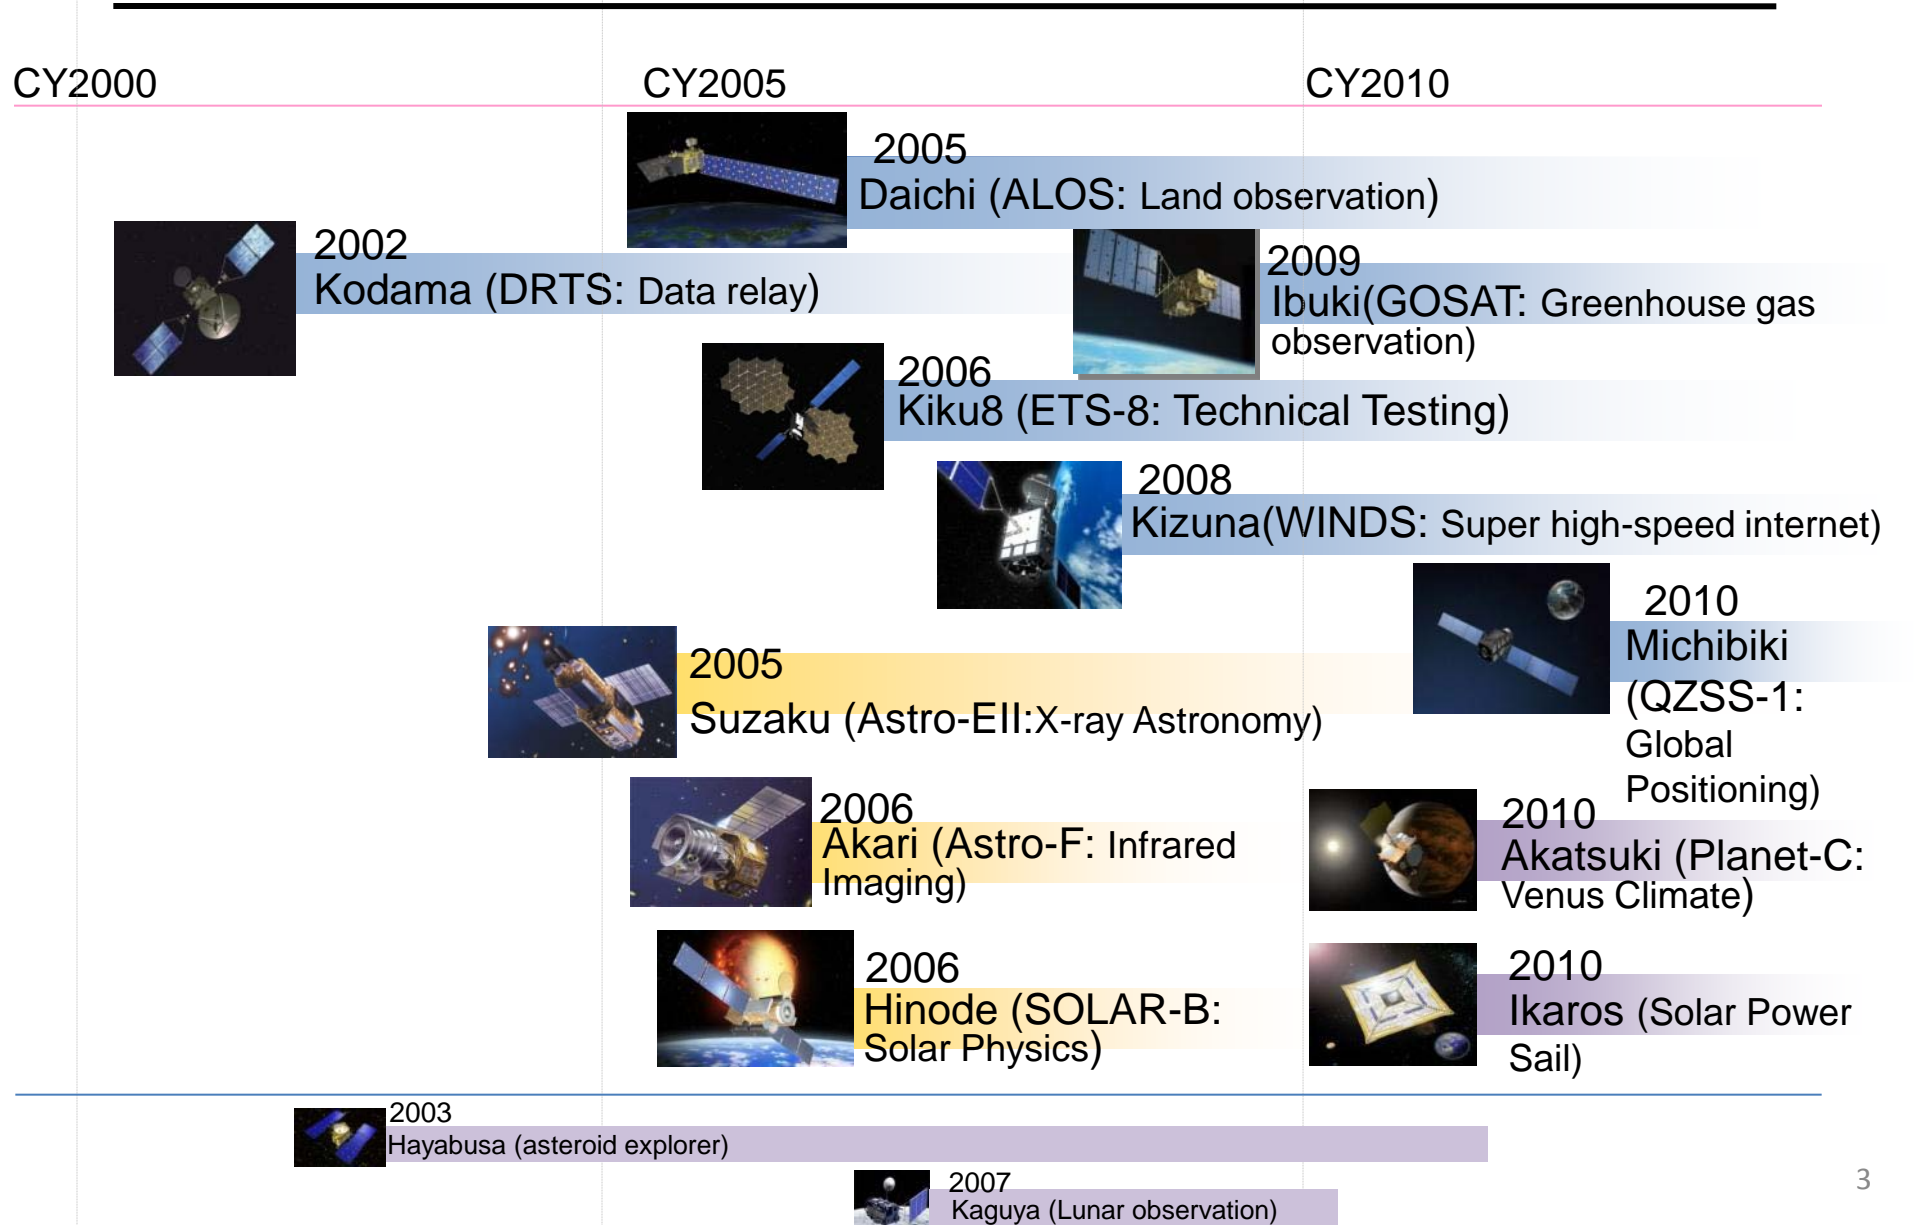 CY2000
CY2005
CY2010
2005
Daichi (ALOS: Land observation)
2002
Kodama (DRTS: Data relay)
2009
Ibuki(GOSAT: Greenhouse gas
observation)
2006
Kiku8 (ETS-8: Technical Testing)
2008
Kizuna(WINDS: Super high-speed internet)
2010
Michibiki
(QZSS-1:
Global
Positioning)
2005
Suzaku (Astro-EII:X-ray Astronomy)
2006
Akari (Astro-F: Infrared
Imaging)
2010
Akatsuki (Planet-C:
Venus Climate)
2006
Hinode (SOLAR-B:
Solar Physics)
2010
Ikaros (Solar Power
Sail)
2003
Hayabusa (asteroid explorer)
2007
Kaguya (Lunar observation)
3